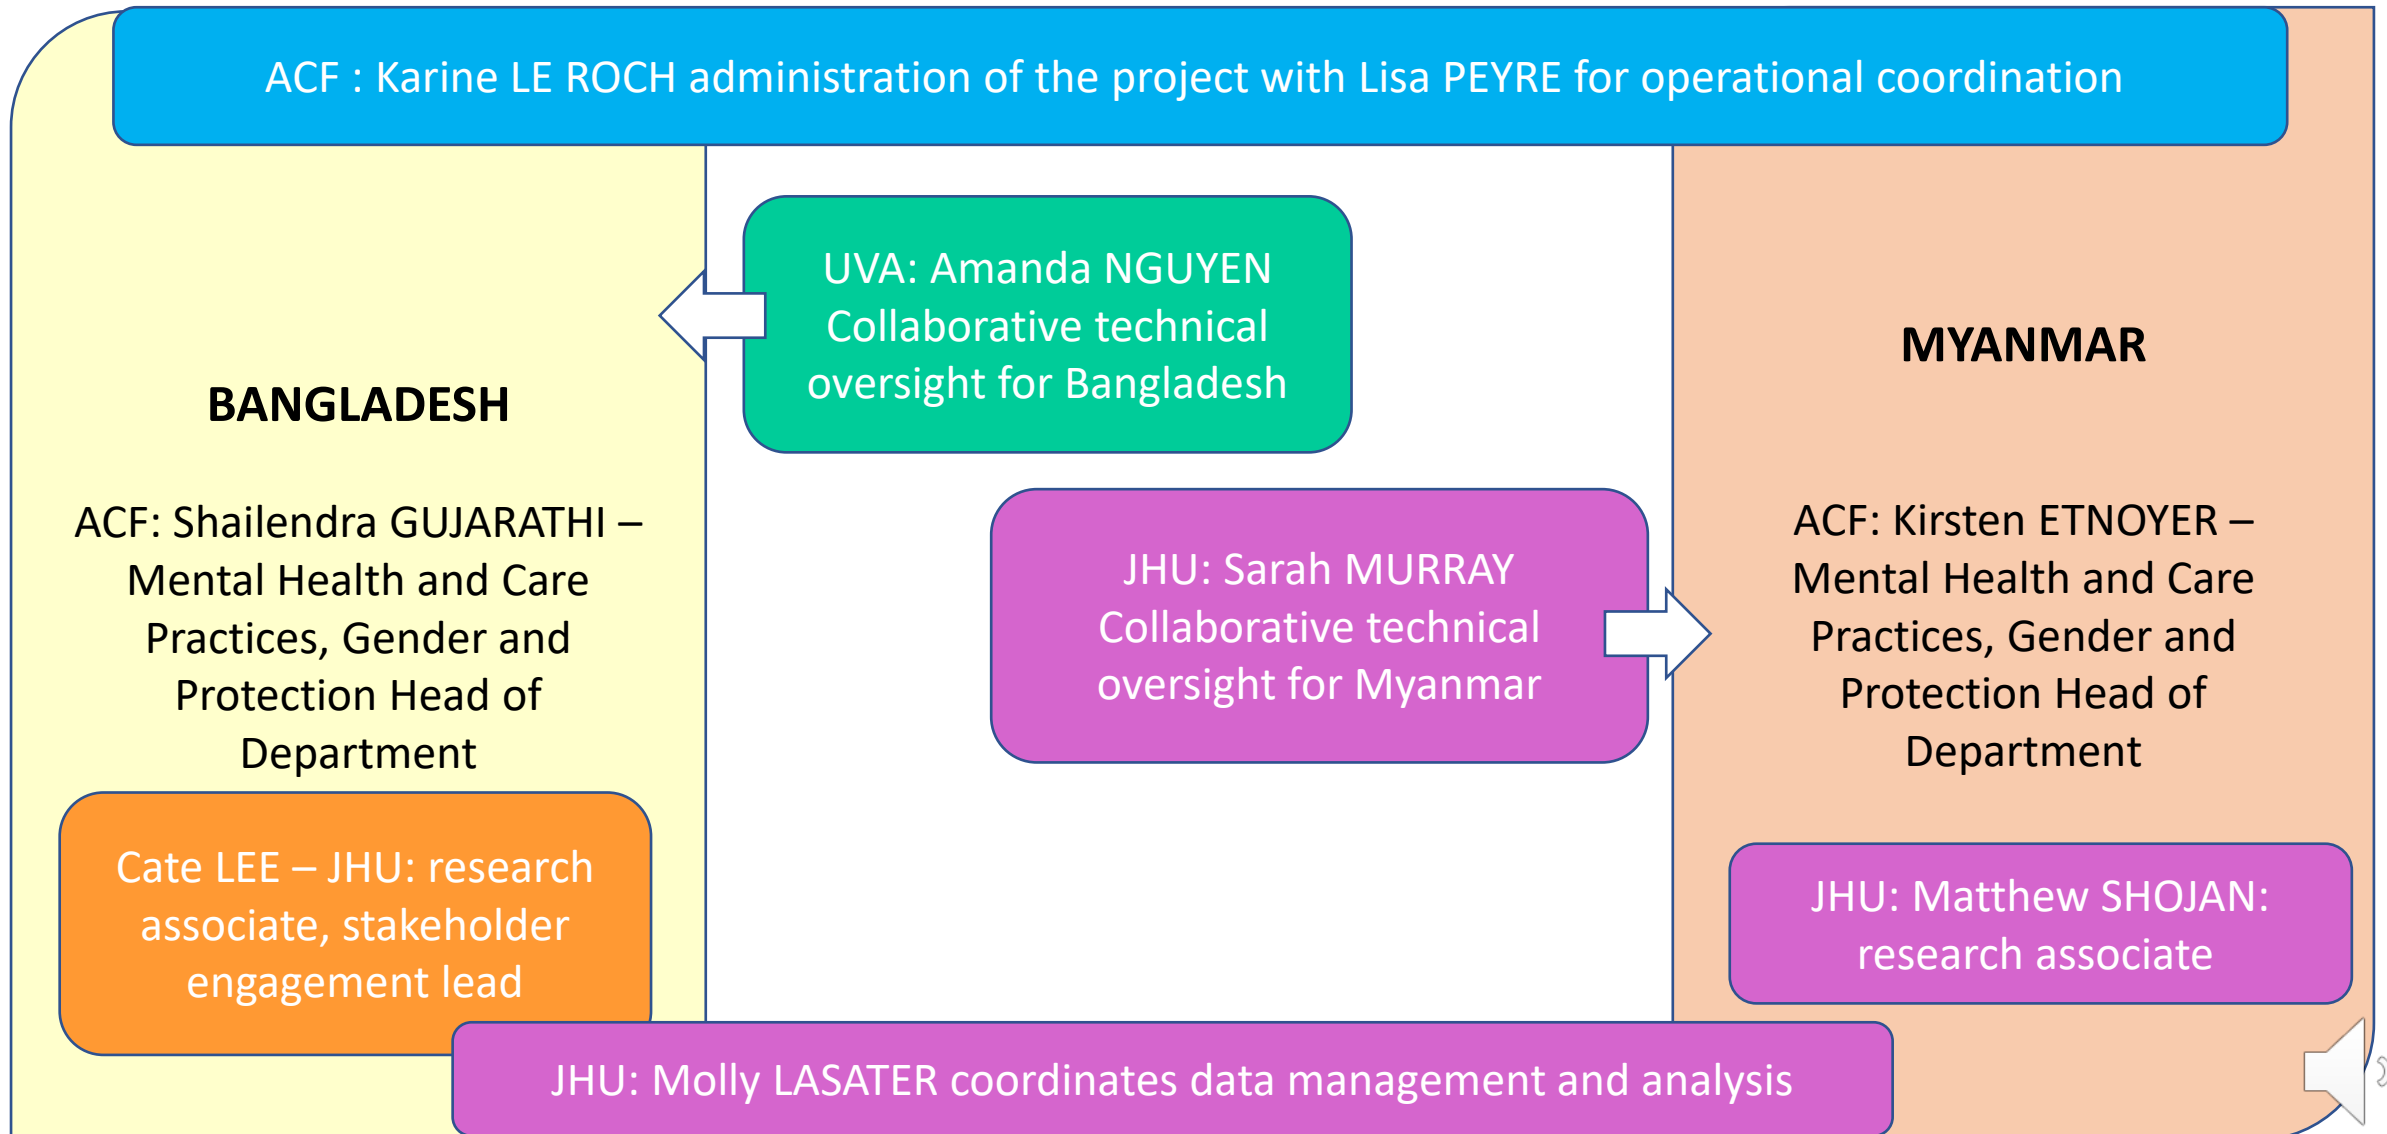 ACF : Karine LE ROCH administration of the project with Lisa PEYRE for operational coordination
BANGLADESH
ACF: Shailendra GUJARATHI –
Mental Health and Care
Practices, Gender and
Protection Head of
Department
Cate LEE – JHU: research
associate, stakeholder
engagement lead
UVA: Amanda NGUYEN
Collaborative technical
oversight for Bangladesh
JHU: Sarah MURRAY
Collaborative technical
oversight for Myanmar
MYANMAR
ACF: Kirsten ETNOYER –
Mental Health and Care
Practices, Gender and
Protection Head of
Department
JHU: Matthew SHOJAN:
research associate
JHU: Molly LASATER coordinates data management and analysis